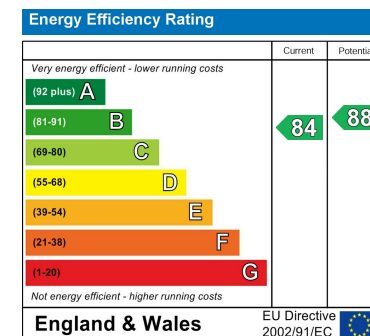 Energy Efficiency Rating
Current Potentia
Very energy efficient - lower running costs
(92 plus) A
(81-91) B
84 88
(69-80) C
(55-68) D
(39-54) E
(21-38) F
(1-20) G
Not energy efficient - higher running costs
England & Wales
EU Directive
2002/91/EC